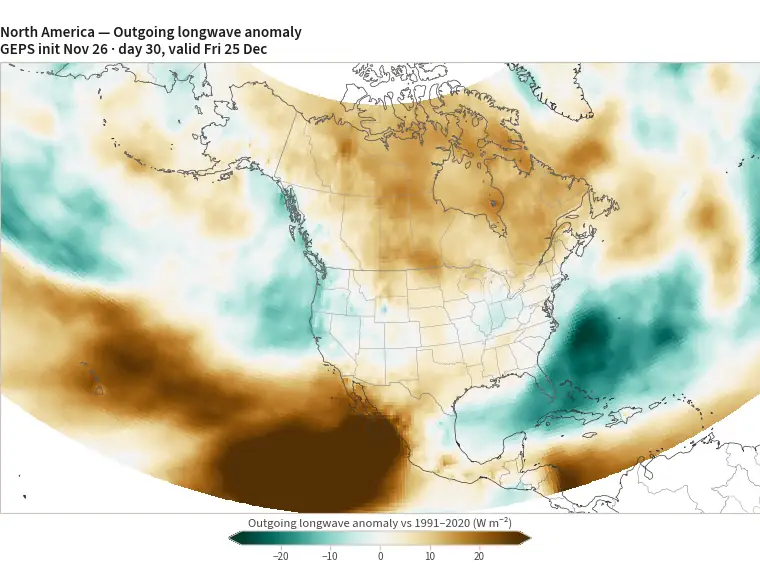 North America — Outgoing longwave anomaly
GEPS init Nov 26 · day 30, valid Fri 25 Dec
Outgoing longwave anomaly vs 1991–2020 (W m⁻²)
−20 −10 0 10 20